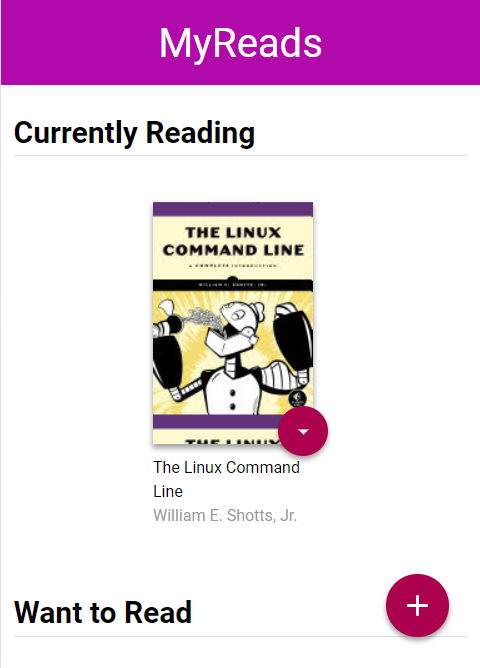 MyReads
Currently Reading
THE LINUX
COMMAND LINE
A COMPLETE INTRODUCTION
WILLIAM E. SHOTTS, JR.
THE LINUX
The Linux Command
Line
William E. Shotts, Jr.
Want to Read